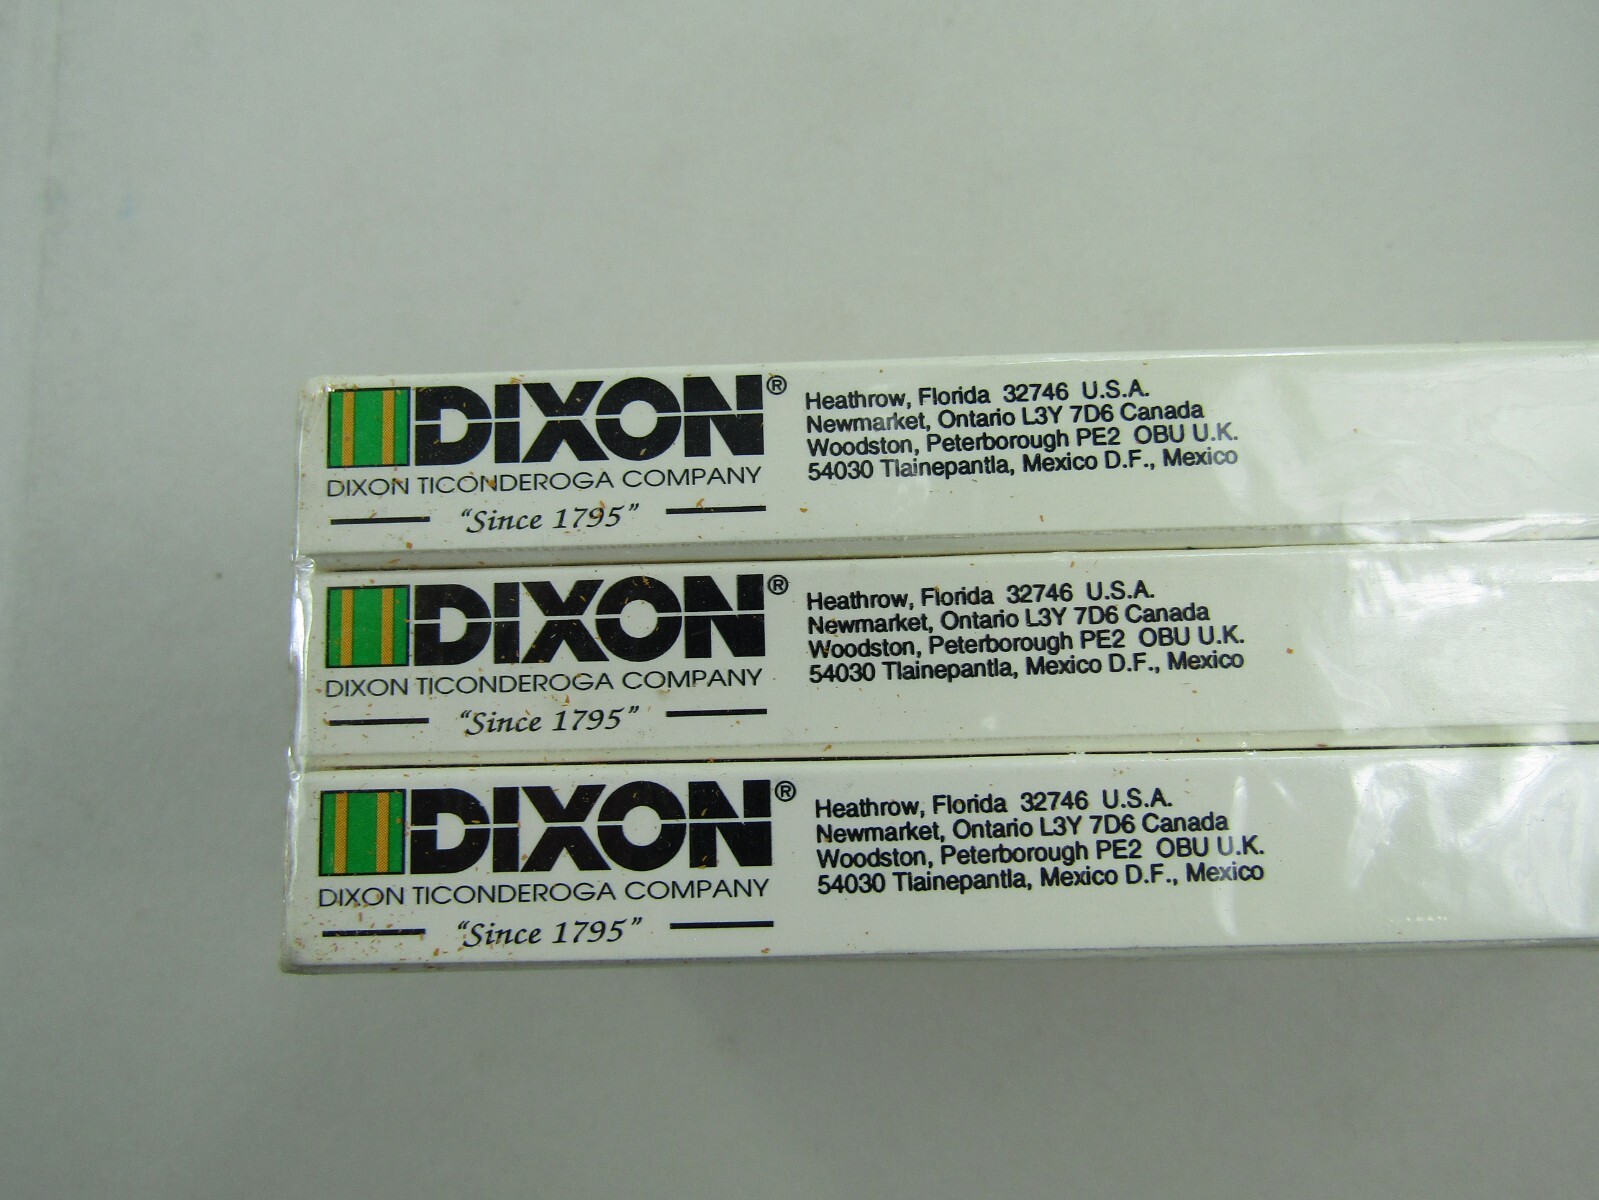 DIXON®
DIXON TICONDEROGA COMPANY
"Since 1795"
Heathrow, Florida 32746 U.S.A.
Newmarket, Ontario L3Y 7D6 Canada
Woodston, Peterborough PE2 OBU U.K.
54030 Tlainepantla, Mexico D.F., Mexico
DIXON®
DIXON TICONDEROGA COMPANY
"Since 1795"
Heathrow, Florida 32746 U.S.A.
Newmarket, Ontario L3Y 7D6 Canada
Woodston, Peterborough PE2 OBU U.K.
54030 Tlainepantla, Mexico D.F., Mexico
DIXON®
DIXON TICONDEROGA COMPANY
"Since 1795"
Heathrow, Florida 32746 U.S.A.
Newmarket, Ontario L3Y 7D6 Canada
Woodston, Peterborough PE2 OBU U.K.
54030 Tlainepantla, Mexico D.F., Mexico